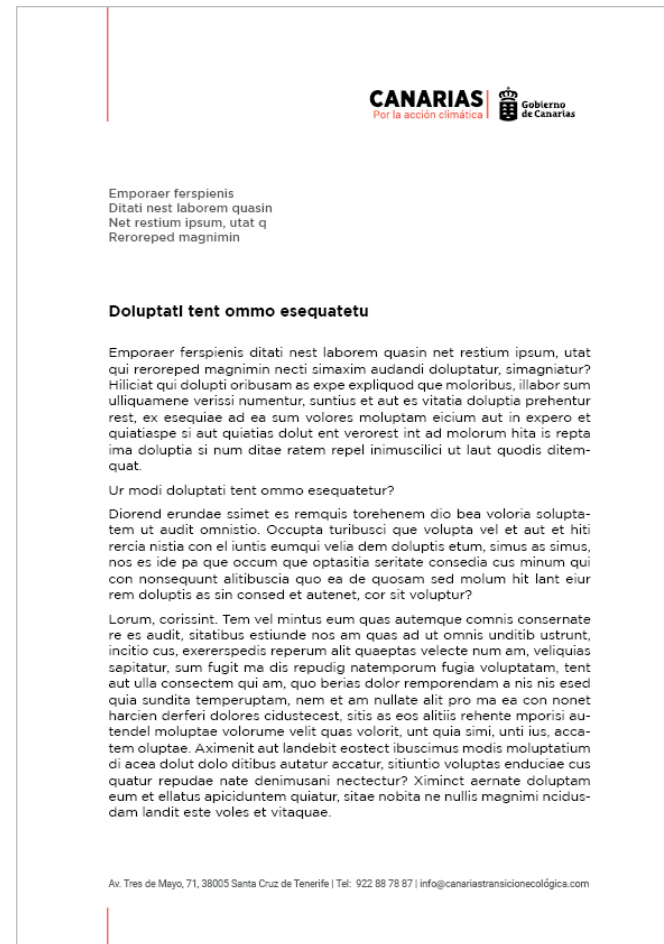 CANARIAS
Por la acción climática
Gobierno
de Canarias
Emporaer ferspienis
Ditati nest laborem quasin
Net restium ipsum, utat q
Reroreped magnimin
Doluptati tent ommo esequatetu
Emporaer ferspienis ditati nest laborem quasin net restium ipsum, utat
qui reroreped magnimin necti simaxim audandi doluptatur, simagniatur?
Hiliciat qui dolupti oribusam as expe expliquod que moloribus, illabor sum
ulliquamene verissi numentur, suntius et aut es vitatia doluptia prehentur
rest, ex esequiae ad ea sum volores moluptam eicium aut in expero et
quiatiaspe si aut quiatias dolut ent verorest int ad molorum hita is repta
ima doluptia si num ditae ratem repel inimuscilici ut laut quodis ditem-
quat.
Ur modi doluptati tent ommo esequatetur?
Diorend erundae ssimet es remquis torehenem dio bea voloria solupta-
tem ut audit omnistio. Occupta turibusci que volupta vel et aut et hiti
rercia nistia con el iuntis eumqui velia dem doluptis etum, simus as simus,
nos es ide pa que occum que optasitia seritate consedia cus minum qui
con nonsequunt alitibuscia quo ea de quosam sed molum hit lant eiur
rem doluptis as sin consed et autenet, cor sit voluptur?
Lorum, corissint. Tem vel mintus eum quas autemque comnis consernate
re es audit, sitatibus estiunde nos am quas ad ut omnis unditib ustrunt,
incitio cus, exererspedis reperum alit quaeptas velecte num am, veliquias
sapitatur, sum fugit ma dis repudig natemporum fugia voluptatam, tent
aut ulla consectem qui am, quo berias dolor remporendam a nis nis esed
quia sundita temperuptam, nem et am nullate alit pro ma ea con nonet
harcien derferi dolores cidustecest, sitis as eos alitiis rehente mporisi au-
tendel moluptae volorume velit quas volorit, unt quia simi, unti ius, acca-
tem oluptae. Aximenit aut landebit eostect ibuscimus modis moluptatium
di acea dolut dolo ditibus autatur accatur, sitiuntio voluptas enduciae cus
quatur repudae nate denimusani nectectur? Ximinct aernate doluptam
eum et ellatus apiciduntem quiatur, sitae nobita ne nullis magnimi ncidus-
dam landit este voles et vitaquae.
Av. Tres de Mayo, 71, 38005 Santa Cruz de Tenerife | Tel: 922 88 78 87 | info@canariastransicionecológica.com